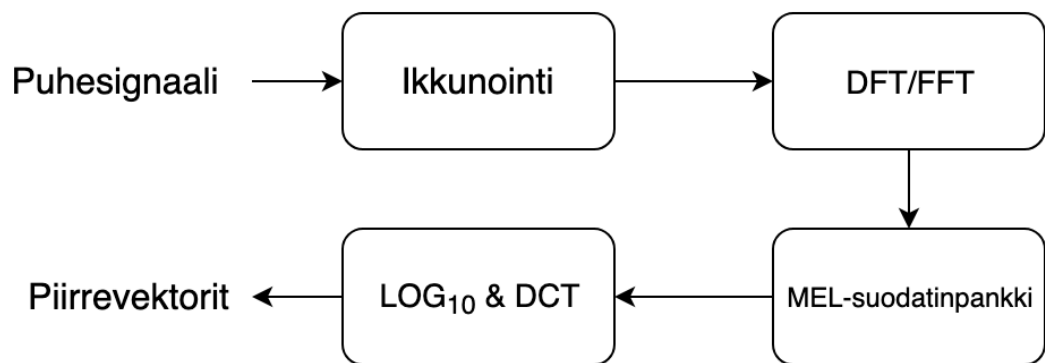 Puhesignaali
Ikkunointi
DFT/FFT
MEL-suodatinpankki
LOG₁₀ & DCT
Piirrevektorit